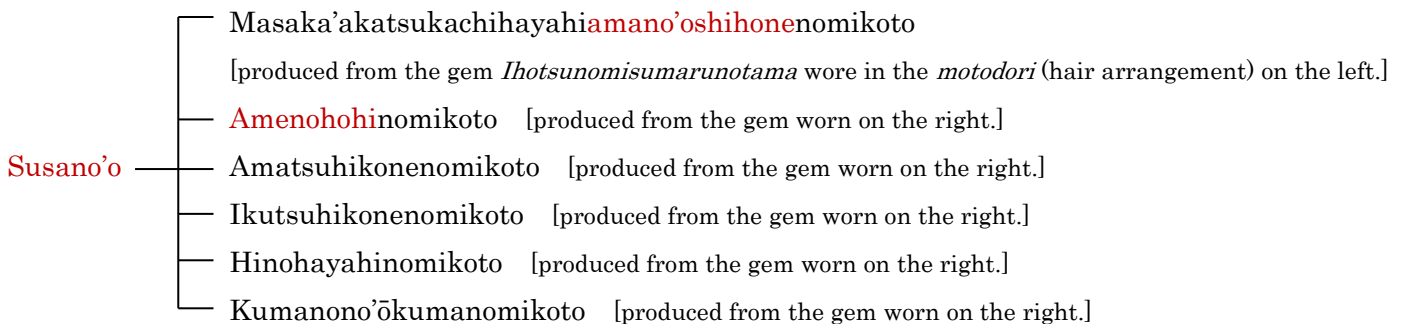 Masaka’akatsukachihayahiamano’oshihonenomikoto
[produced from the gem Ihotsunomisumarunotama wore in the motodori (hair arrangement) on the left.]
Amenohohinomikoto [produced from the gem worn on the right.]
Susano’o
Amatsuhikonenomikoto [produced from the gem worn on the right.]
Ikutsuhikonenomikoto [produced from the gem worn on the right.]
Hinohayahinomikoto [produced from the gem worn on the right.]
Kumanono’ōkumanomikoto [produced from the gem worn on the right.]